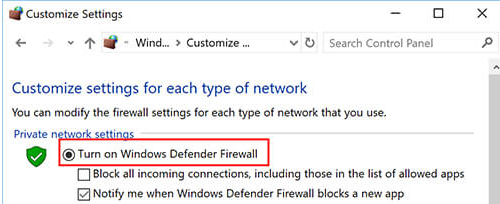 Customize Settings
Wind... Customize ... Search Control Panel
Customize settings for each type of network
You can modify the firewall settings for each type of network that you use.
Private network settings
Turn on Windows Defender Firewall
Block all incoming connections, including those in the list of allowed apps
Notify me when Windows Defender Firewall blocks a new app